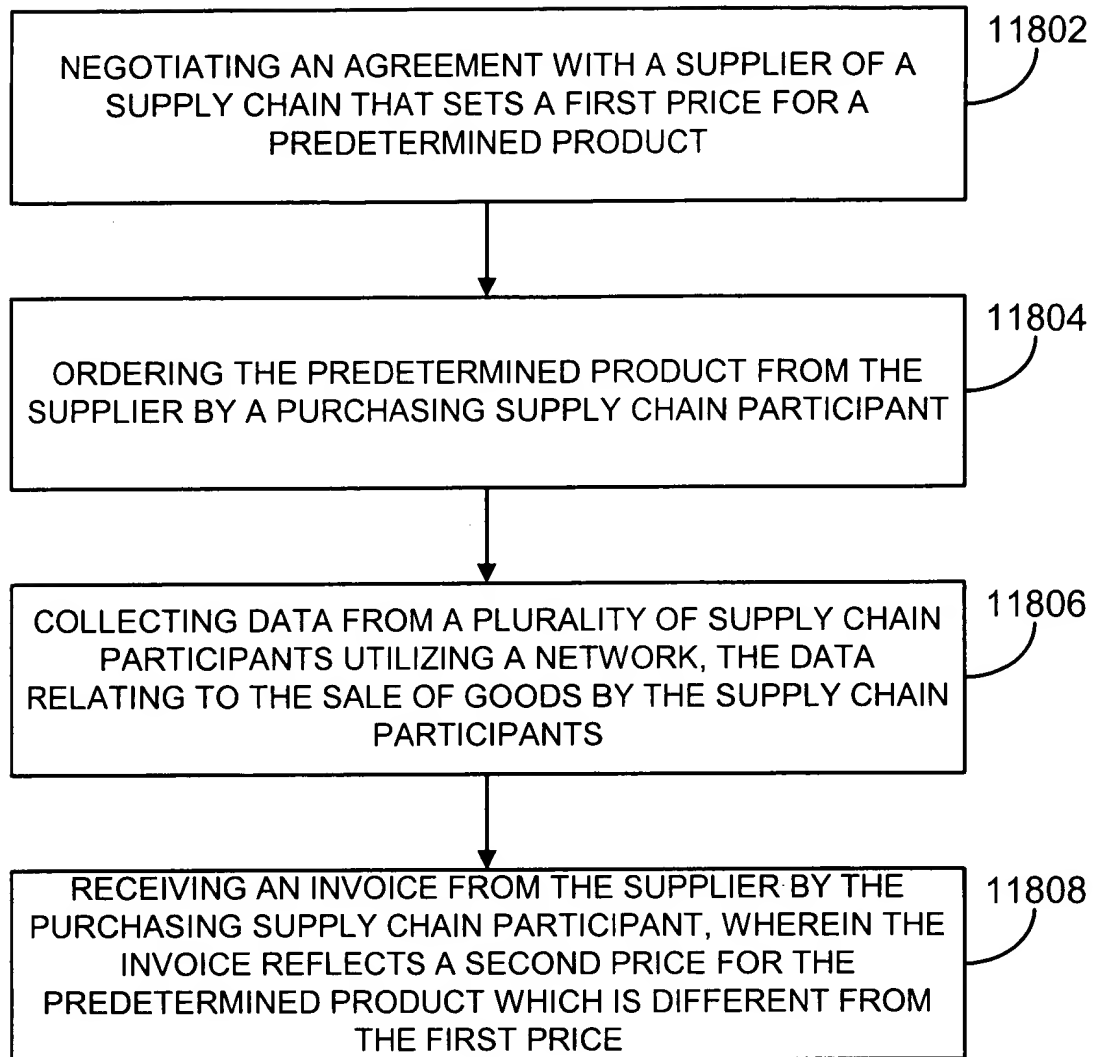 11802
NEGOTIATING AN AGREEMENT WITH A SUPPLIER OF A
SUPPLY CHAIN THAT SETS A FIRST PRICE FOR A
PREDETERMINED PRODUCT
11804
ORDERING THE PREDETERMINED PRODUCT FROM THE
SUPPLIER BY A PURCHASING SUPPLY CHAIN PARTICIPANT
11806
COLLECTING DATA FROM A PLURALITY OF SUPPLY CHAIN
PARTICIPANTS UTILIZING A NETWORK, THE DATA
RELATING TO THE SALE OF GOODS BY THE SUPPLY CHAIN
PARTICIPANTS
11808
RECEIVING AN INVOICE FROM THE SUPPLIER BY THE
PURCHASING SUPPLY CHAIN PARTICIPANT, WHEREIN THE
INVOICE REFLECTS A SECOND PRICE FOR THE
PREDETERMINED PRODUCT WHICH IS DIFFERENT FROM
THE FIRST PRICE